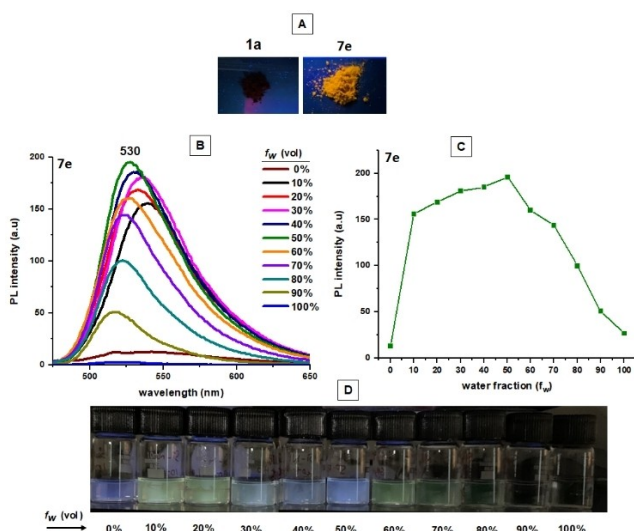 A
1a
7e
B
7e
530
fw (vol)
0%
10%
20%
30%
40%
50%
60%
70%
80%
90%
100%
PL intensity (a.u)
200
150
100
50
0
500
550
600
650
wavelength (nm)
C
7e
PL intensity (a.u)
200
150
100
50
0
0 10 20 30 40 50 60 70 80 90 100
water fraction (fw)
D
fw (vol) 0% 10% 20% 30% 40% 50% 60% 70% 80% 90% 100%